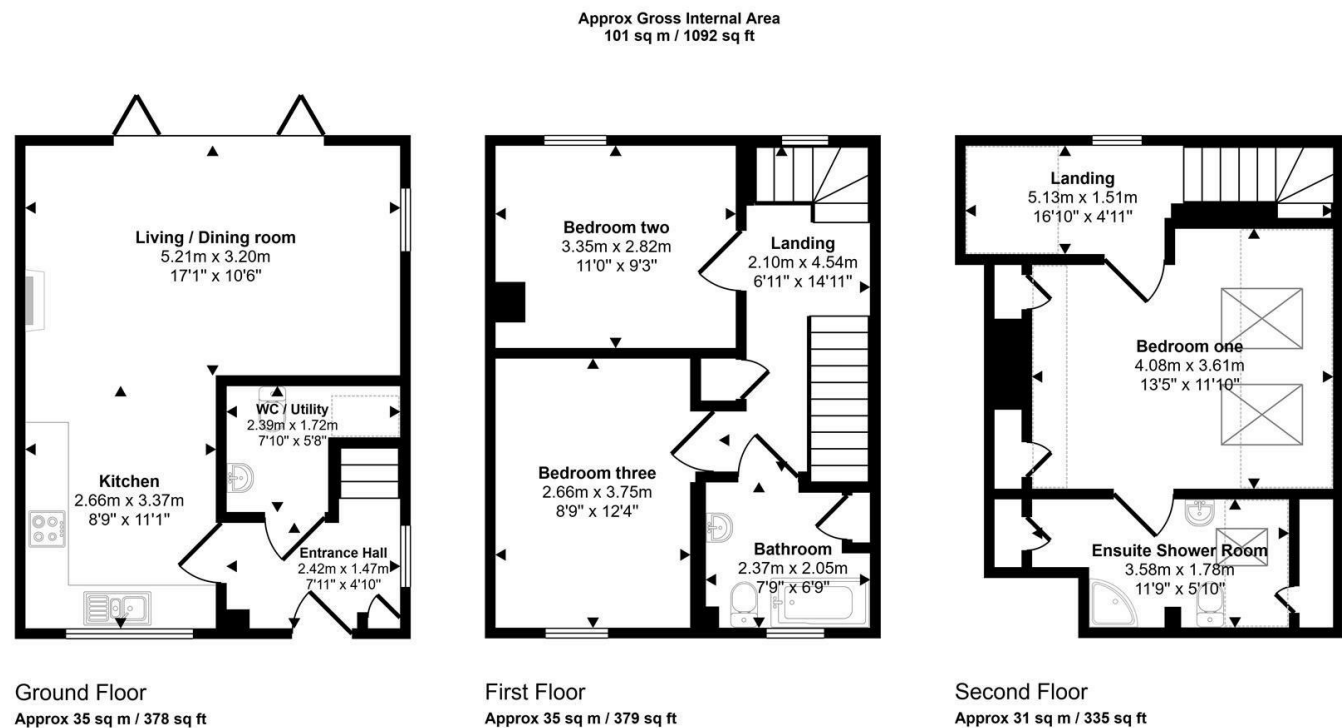 Approx Gross Internal Area
101 sq m / 1092 sq ft
Living / Dining room
5.21m x 3.20m
17'1" x 10'6"
WC / Utility
2.39m x 1.72m
7'10" x 5'8"
Kitchen
2.66m x 3.37m
8'9" x 11'1"
Entrance Hall
2.42m x 1.47m
7'11" x 4'10"
Ground Floor
Approx 35 sq m / 378 sq ft
Bedroom two
3.35m x 2.82m
11'0" x 9'3"
Landing
2.10m x 4.54m
6'11" x 14'11"
Bedroom three
2.66m x 3.75m
8'9" x 12'4"
Bathroom
2.37m x 2.05m
7'9" x 6'9"
First Floor
Approx 35 sq m / 379 sq ft
Landing
5.13m x 1.51m
16'10" x 4'11"
Bedroom one
4.08m x 3.61m
13'5" x 11'10"
Ensuite Shower Room
3.58m x 1.78m
11'9" x 5'10"
Second Floor
Approx 31 sq m / 335 sq ft